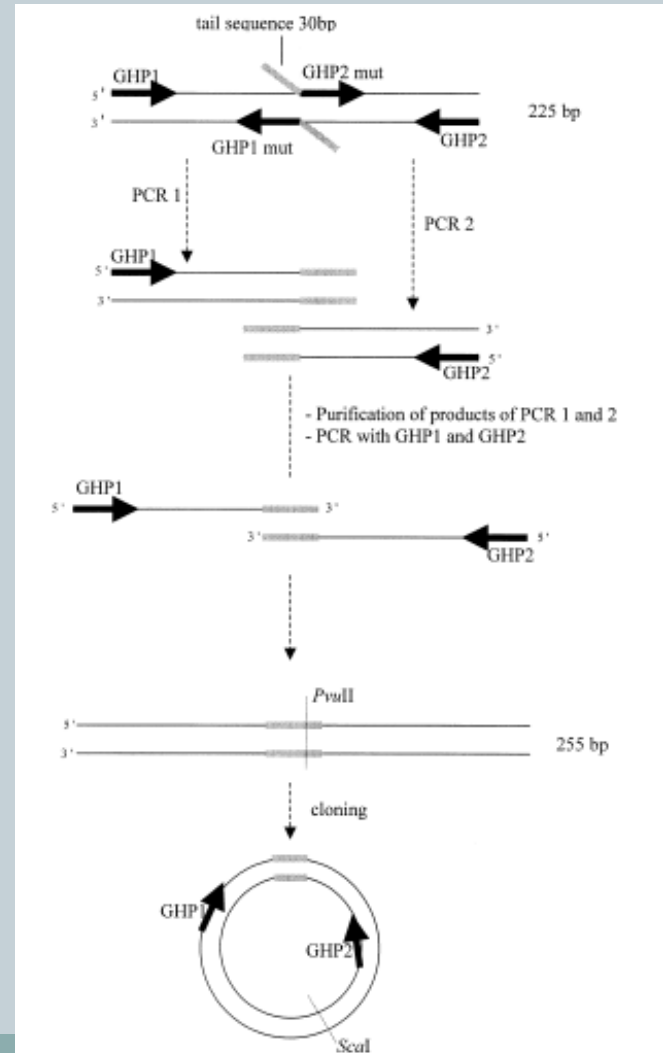 tail sequence 30bp
GHP1
GHP2 mut
5'
3'
225 bp
GHP1 mut
GHP2
PCR 1
PCR 2
GHP1
5'
3'
3'
5'
GHP2
- Purification of products of PCR 1 and 2
- PCR with GHP1 and GHP2
GHP1
5'
3'
3'
5'
GHP2
PvuII
5'
3'
255 bp
cloning
GHP1
GHP2
ScaI